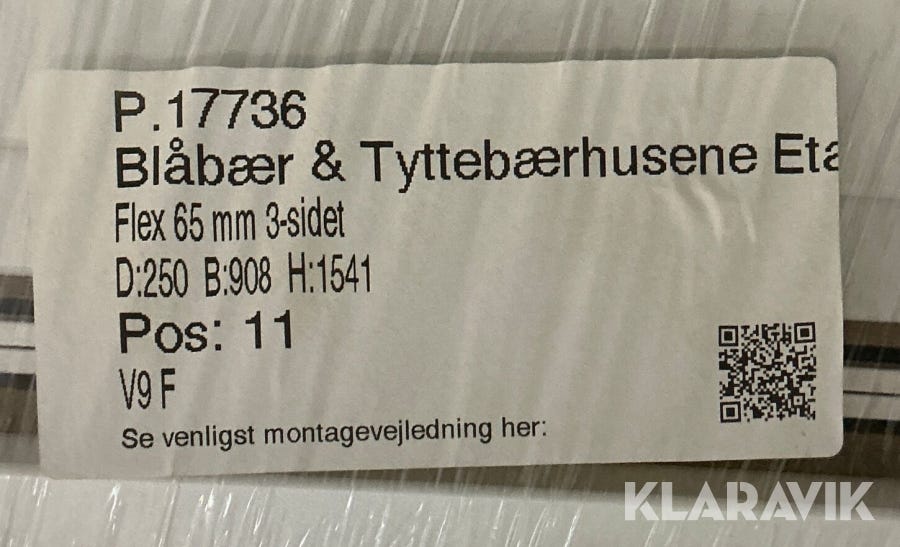 P.17736
Blåbær & Tyttebærhusene Eta
Flex 65 mm 3-sidet
D:250 B:908 H:1541
Pos: 11
V9 F
Se venligst montagevejledning her:
KLARAVIK